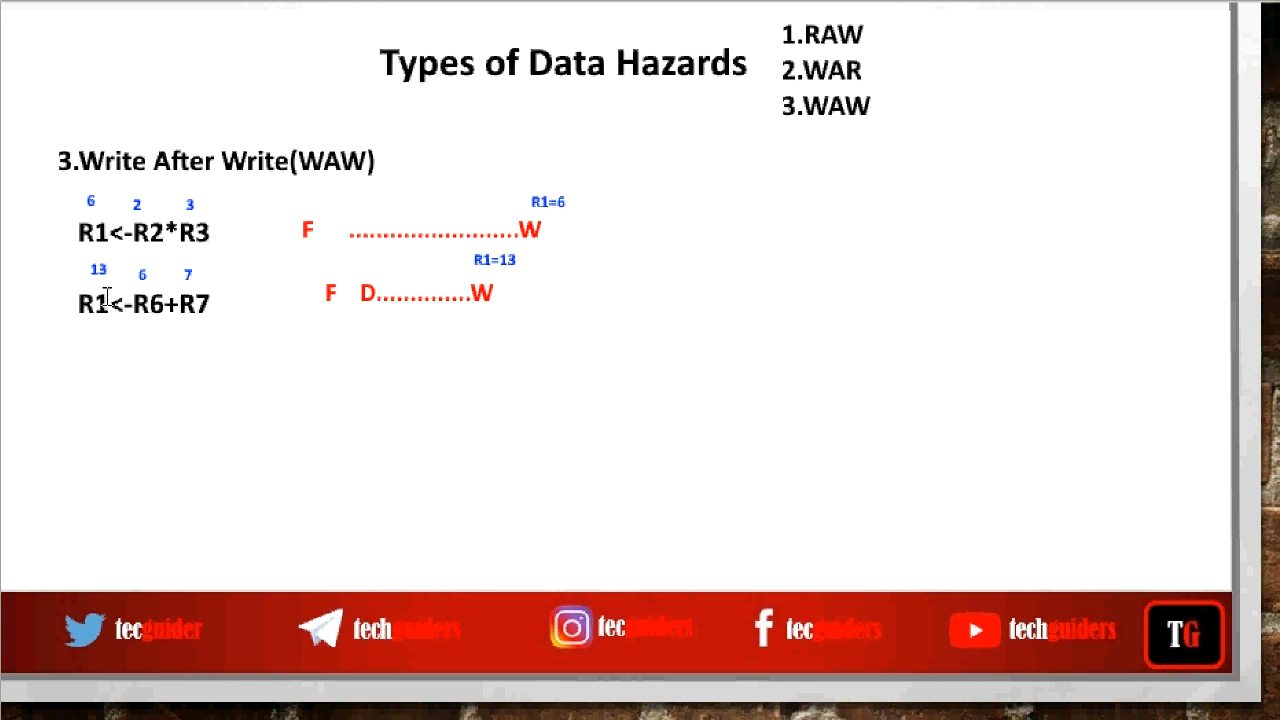 Types of Data Hazards
1.RAW
2.WAR
3.WAW
3.Write After Write(WAW)
6 2 3
R1<-R2*R3
F ..........................W
R1=6
13 6 7
R1<-R6+R7
F D..............W
R1=13
tecguider
techguiders
tecguiders
tecguiders
techguiders
TG